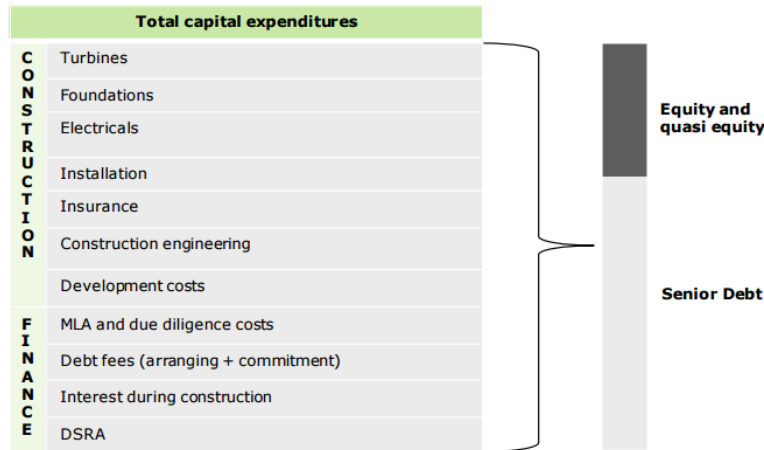 Total capital expenditures
CONSTRUCTION
Turbines
Foundations
Electricals
Installation
Insurance
Construction engineering
Development costs
FINANCE
MLA and due diligence costs
Debt fees (arranging + commitment)
Interest during construction
DSRA
Equity and
quasi equity
Senior Debt